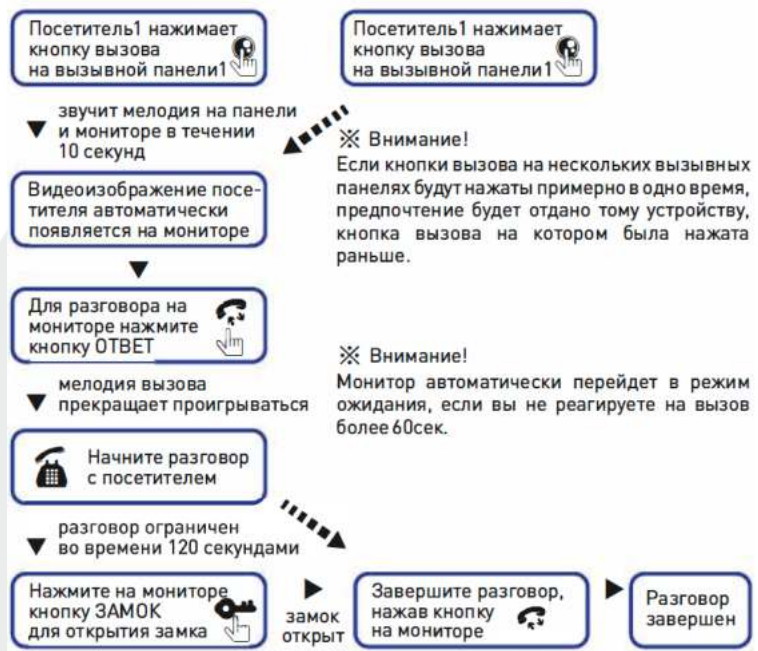 Посетитель1 нажимает
кнопку вызова
на вызывной панели1
Посетитель1 нажимает
кнопку вызова
на вызывной панели1
звучит мелодия на панели
и мониторе в течении
10 секунд
※ Внимание!
Если кнопки вызова на нескольких вызывных
панелях будут нажаты примерно в одно время,
предпочтение будет отдано тому устройству,
кнопка вызова на котором была нажата
раньше.
Видеоизображение посе-
тителя автоматически
появляется на мониторе
Для разговора на
мониторе нажмите
кнопку ОТВЕТ
※ Внимание!
Монитор автоматически перейдет в режим
ожидания, если вы не реагируете на вызов
более 60сек.
мелодия вызова
прекращает проигрываться
Начните разговор
с посетителем
разговор ограничен
во времени 120 секундами
Нажмите на мониторе
кнопку ЗАМОК
для открытия замка
замок
открыт
Завершите разговор,
нажав кнопку
на мониторе
Разговор
завершен